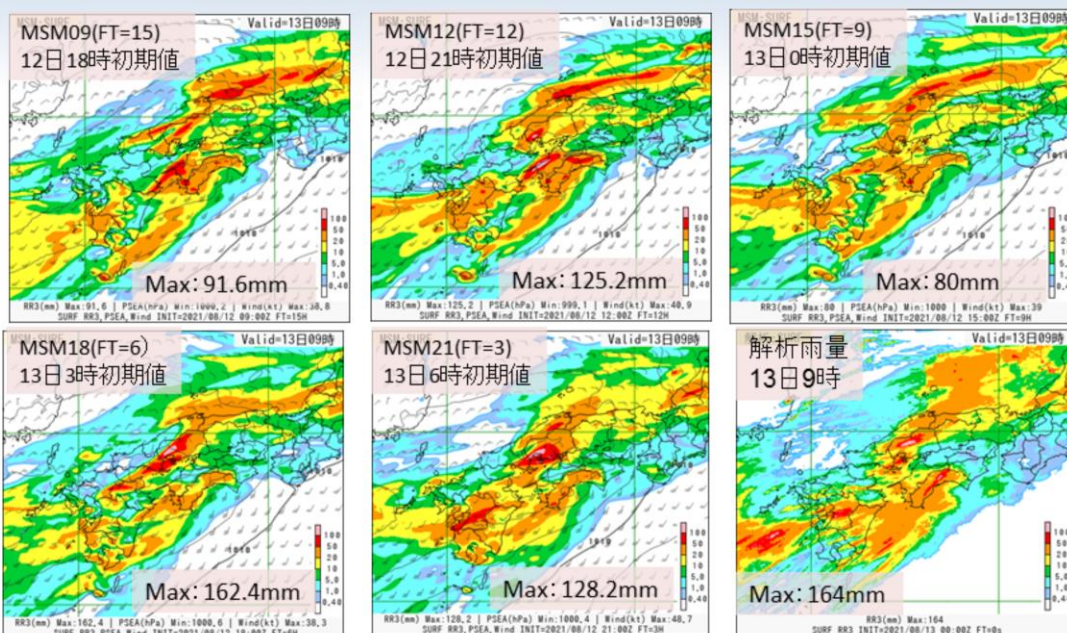 MSM09(FT=15)
12日18時初期値
Valid=13日09時
Max：91.6mm
RR3(mm) Max:91.6 | PSEA(hPa) Min:1000.2 | Wind(kt) Max:38.8
SURF RR3,PSEA,Wind INIT=2021/08/12 09:00Z FT=15H
MSM12(FT=12)
12日21時初期値
Valid=13日09時
Max：125.2mm
RR3(mm) Max:125.2 | PSEA(hPa) Min:999.1 | Wind(kt) Max:40.9
SURF RR3,PSEA,Wind INIT=2021/08/12 12:00Z FT=12H
MSM15(FT=9)
13日0時初期値
Valid=13日09時
Max：80mm
RR3(mm) Max:80 | PSEA(hPa) Min:1000 | Wind(kt) Max:39
SURF RR3,PSEA,Wind INIT=2021/08/12 15:00Z FT=9H
MSM18(FT=6)
13日3時初期値
Valid=13日09時
Max：162.4mm
RR3(mm) Max:162.4 | PSEA(hPa) Min:1000.6 | Wind(kt) Max:38.3
SURF RR3,PSEA,Wind INIT=2021/08/12 18:00Z FT=6H
MSM21(FT=3)
13日6時初期値
Valid=13日09時
Max：128.2mm
RR3(mm) Max:128.2 | PSEA(hPa) Min:1000.4 | Wind(kt) Max:48.7
SURF RR3,PSEA,Wind INIT=2021/08/12 21:00Z FT=3H
解析雨量
13日9時
Valid=13日09時
Max：164mm
RR3(mm) Max:164
SURF RR3 INIT=2021/08/13 00:00Z FT=0s